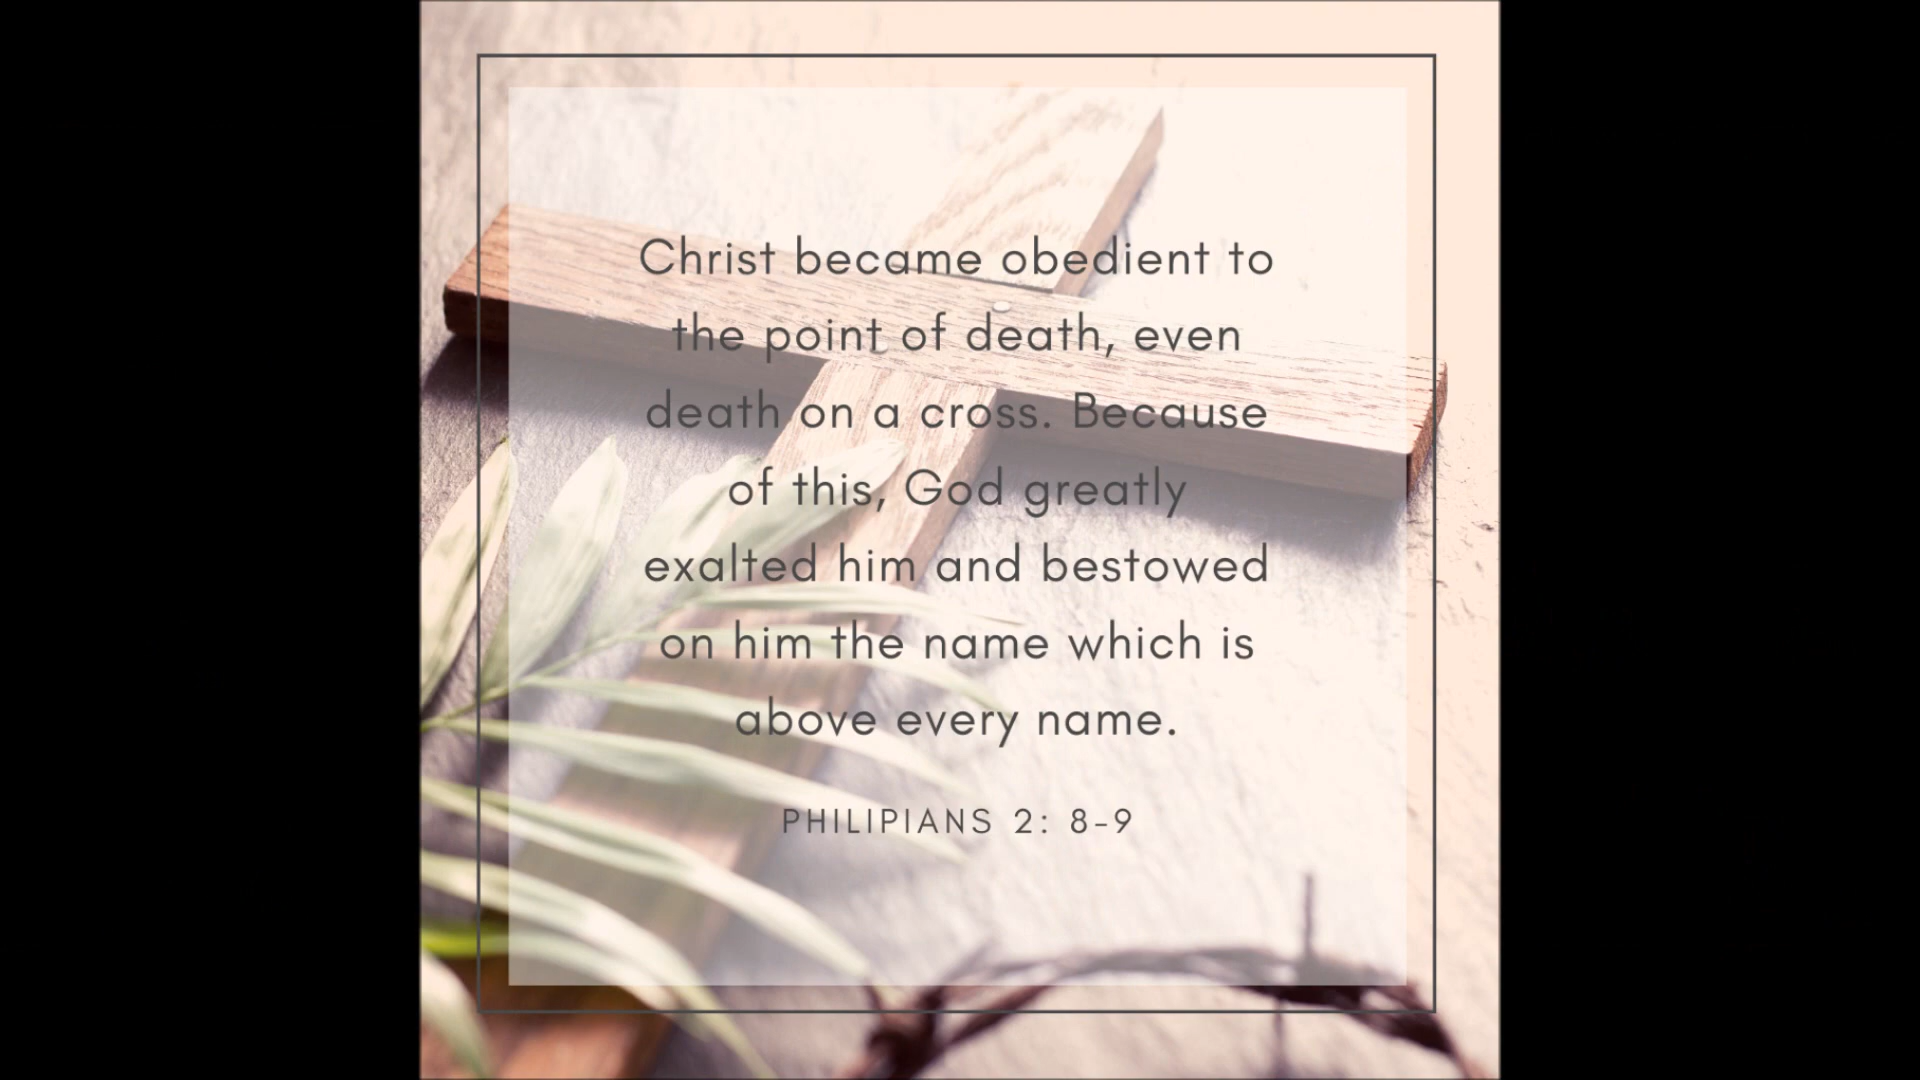 Christ became obedient to
the point of death, even
death on a cross. Because
of this, God greatly
exalted him and bestowed
on him the name which is
above every name.
PHILIPIANS 2: 8-9